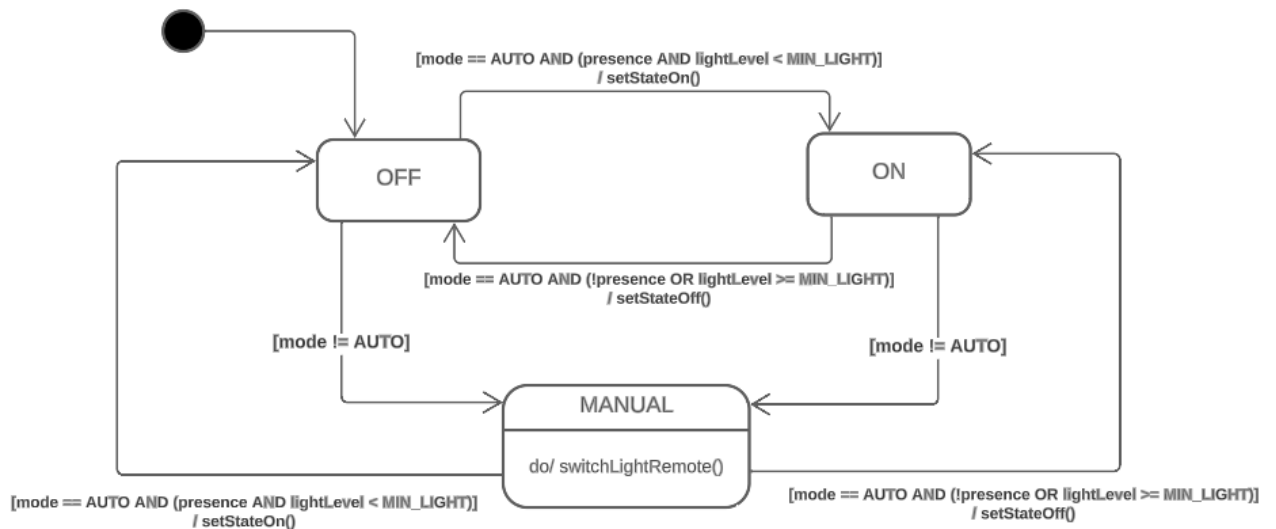 [mode == AUTO AND (presence AND lightLevel < MIN_LIGHT)]
/ setStateOn()
OFF
ON
[mode == AUTO AND (!presence OR lightLevel >= MIN_LIGHT)]
/ setStateOff()
[mode != AUTO]
[mode != AUTO]
MANUAL
do/ switchLightRemote()
[mode == AUTO AND (presence AND lightLevel < MIN_LIGHT)]
/ setStateOn()
[mode == AUTO AND (!presence OR lightLevel >= MIN_LIGHT)]
/ setStateOff()